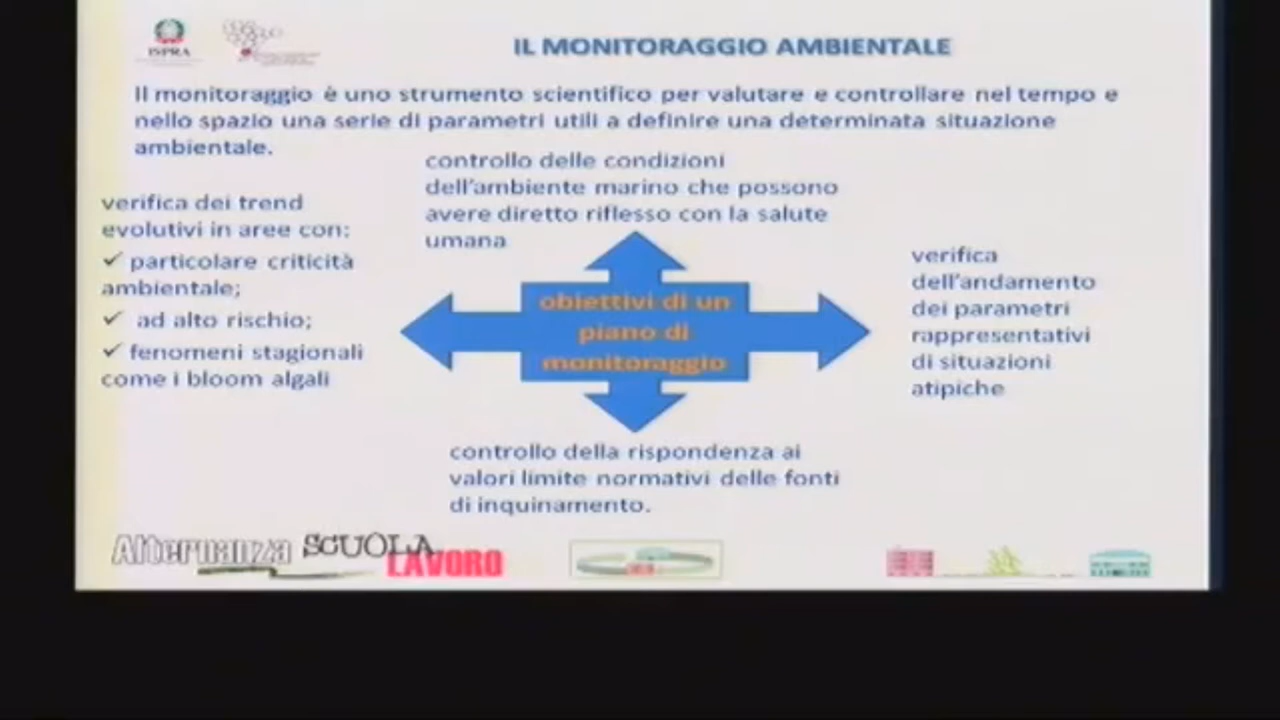 ISPRA
IL MONITORAGGIO AMBIENTALE
Il monitoraggio è uno strumento scientifico per valutare e controllare nel tempo e
nello spazio una serie di parametri utili a definire una determinata situazione
ambientale.
controllo delle condizioni
dell'ambiente marino che possono
avere diretto riflesso con la salute
umana
verifica dei trend
evolutivi in aree con:
✓ particolare criticità
ambientale;
✓ ad alto rischio;
✓ fenomeni stagionali
come i bloom algali
obiettivi di un
piano di
monitoraggio
verifica
dell'andamento
dei parametri
rappresentativi
di situazioni
atipiche
controllo della rispondenza ai
valori limite normativi delle fonti
di inquinamento.
Alternanza SCUOLA
LAVORO